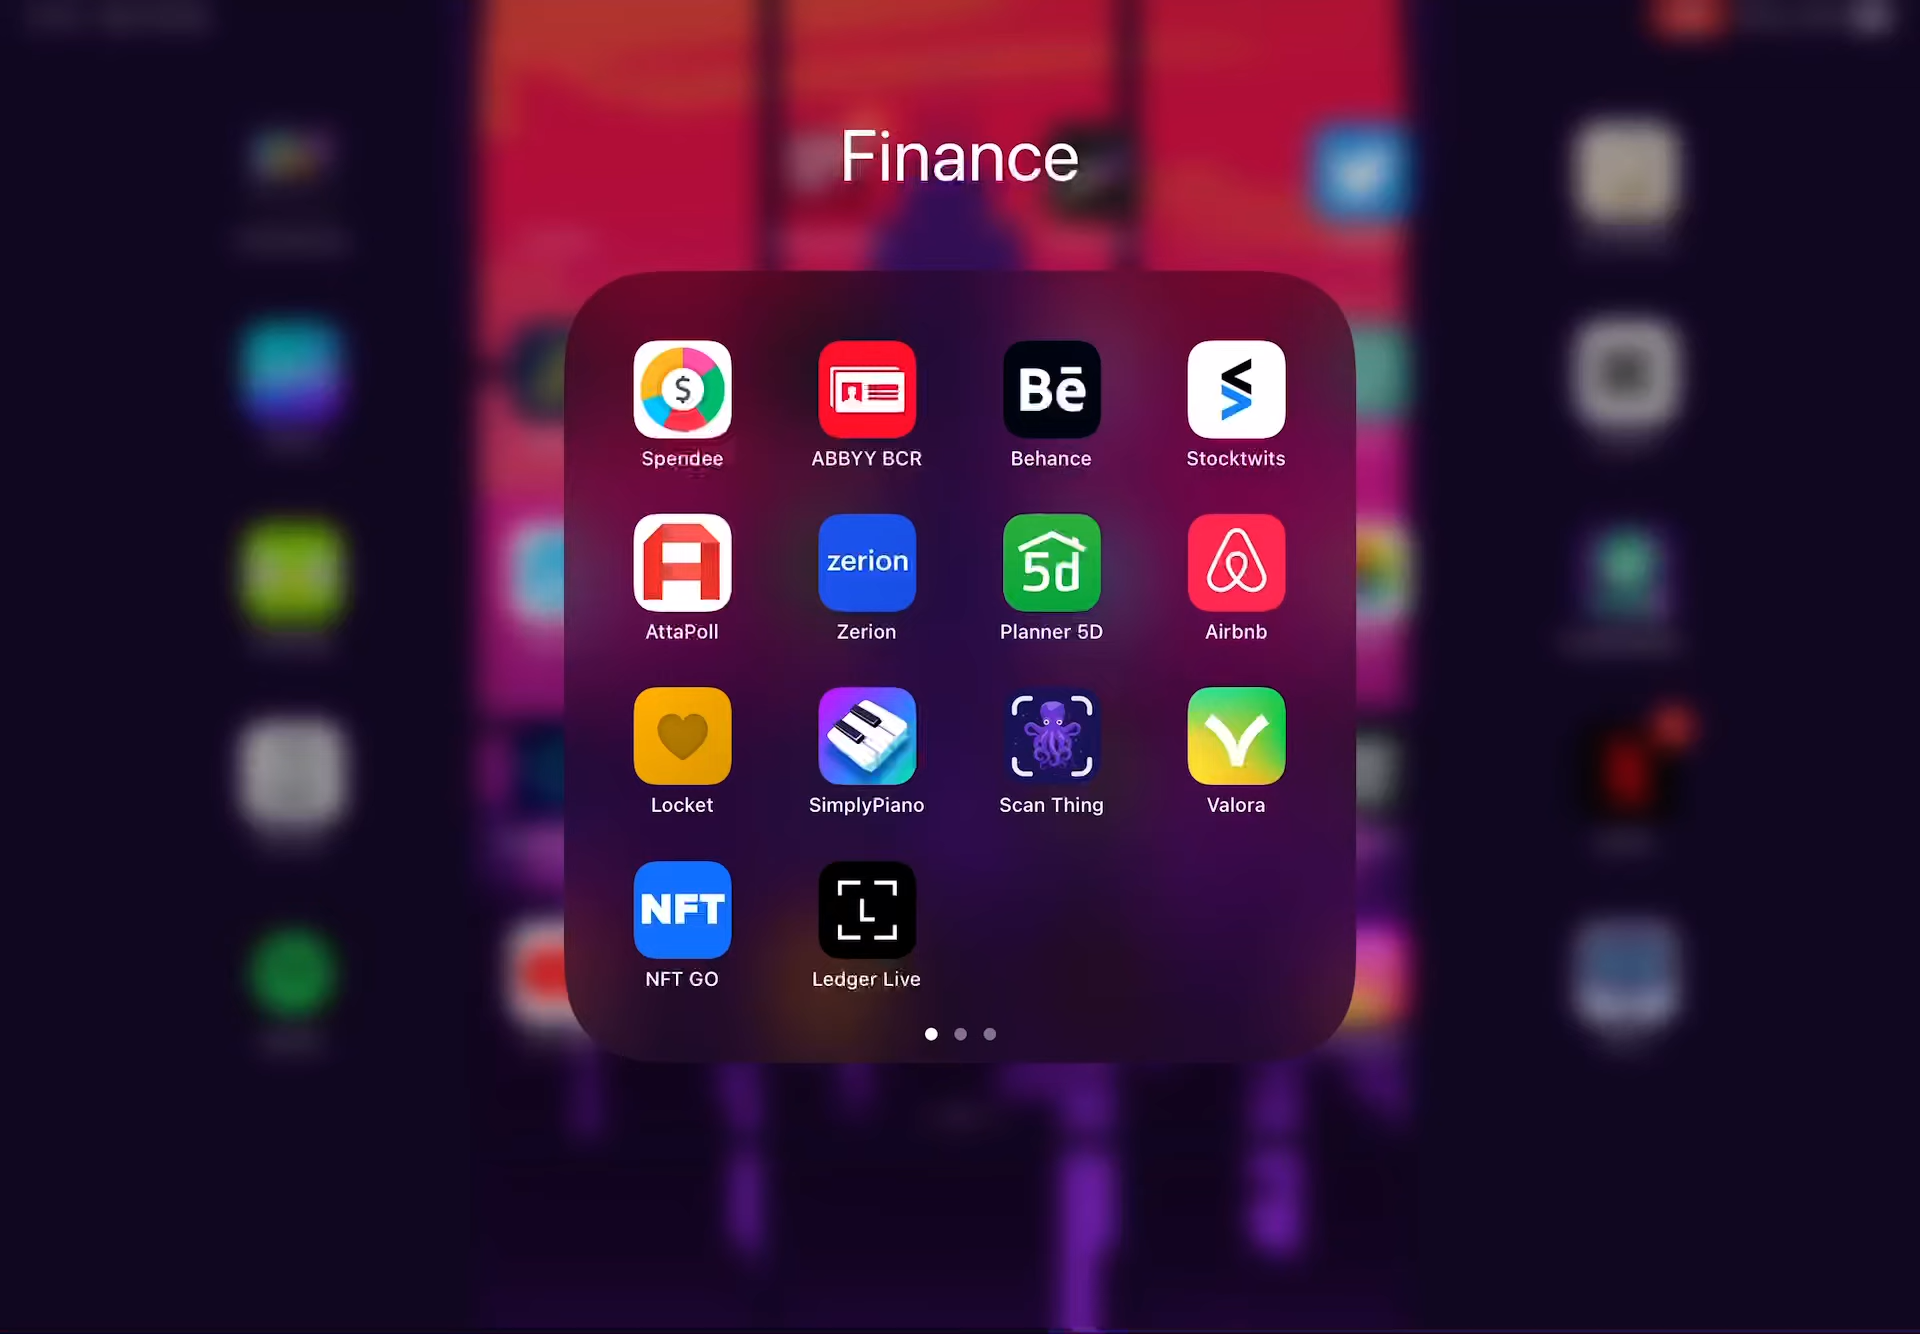 Finance
$
Bē
Spendee ABBYY BCR Behance Stocktwits
A zerion 5d
AttaPoll Zerion Planner 5D Airbnb
Locket SimplyPiano Scan Thing Valora
NFT L
NFT GO Ledger Live